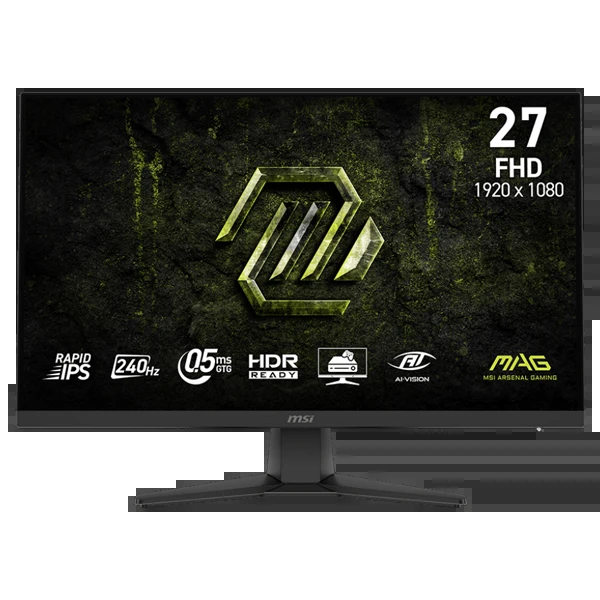 27
FHD
1920 x 1080
RAPID
IPS
240Hz
0.5ms
GTG
HDR
READY
AI
AI-VISION
MAG
MSI ARSENAL GAMING
msi